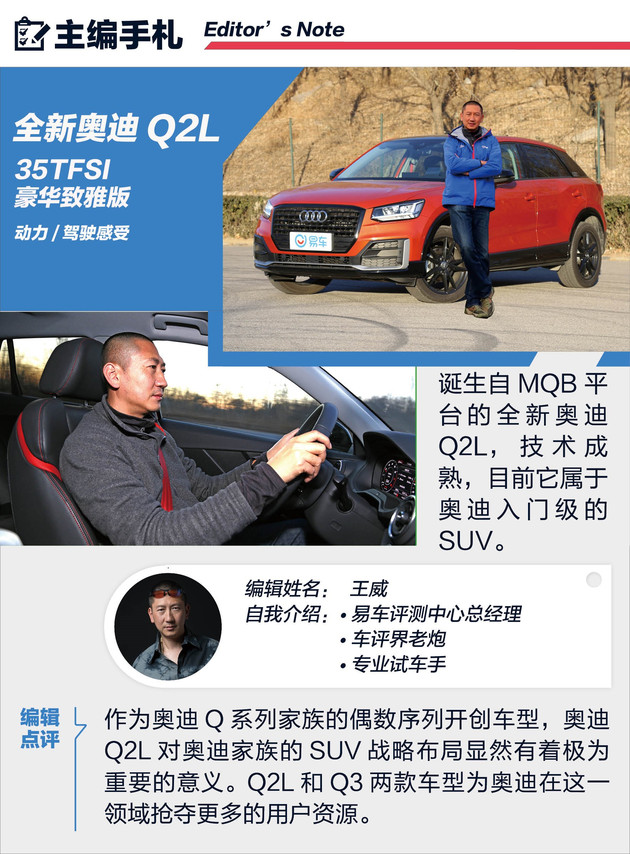 主编手札 Editor's Note
全新奥迪 Q2L
35TFSI
豪华致雅版
动力 / 驾驶感受
易车
诞生自 MQB 平
台的全新奥迪
Q2L，技术成
熟，目前它属于
奥迪入门级的
SUV。
编辑姓名： 王威
自我介绍：• 易车评测中心总经理
• 车评界老炮
• 专业试车手
编辑
点评
作为奥迪 Q 系列家族的偶数序列开创车型，奥迪
Q2L 对奥迪家族的 SUV 战略布局显然有着极为
重要的意义。Q2L 和 Q3 两款车型为奥迪在这一
领域抢夺更多的用户资源。